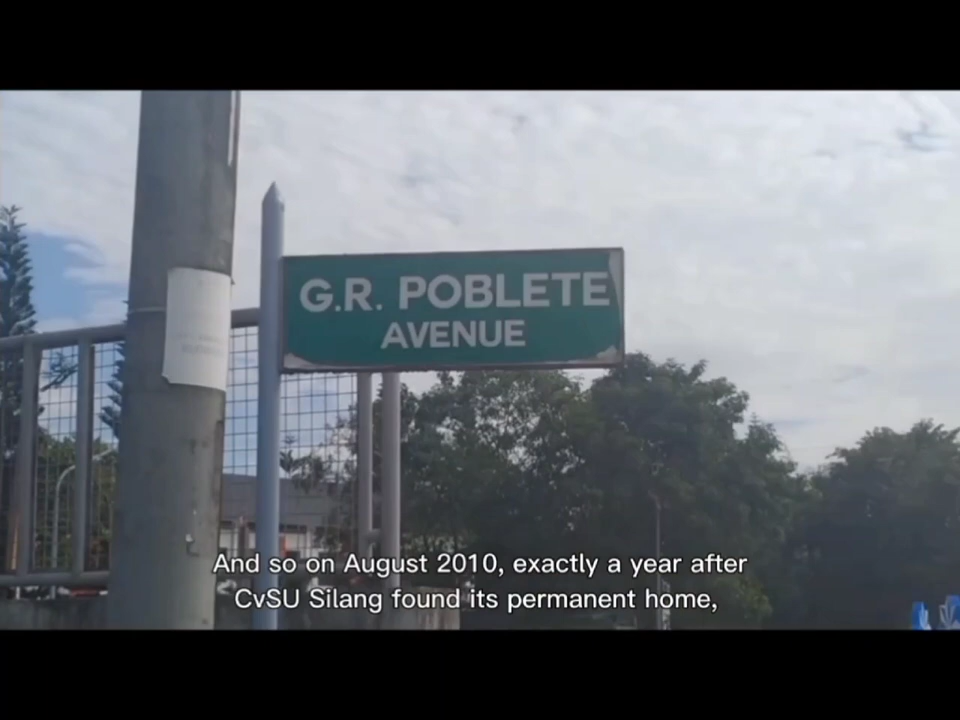 G.R. POBLETE
AVENUE
And so on August 2010, exactly a year after
CvSU Silang found its permanent home,